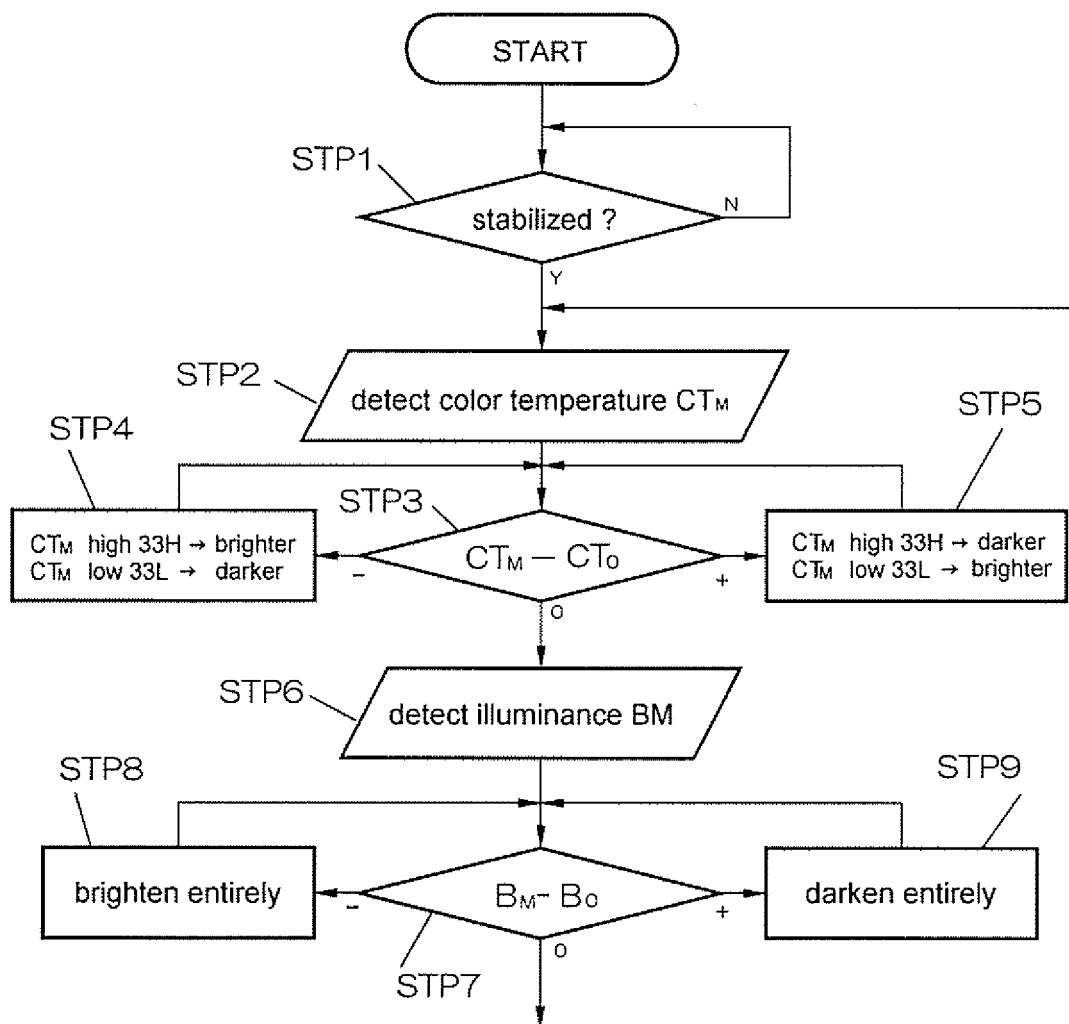 START
STP1
stabilized ?
N
Y
STP2
detect color temperature CTM
STP4
STP5
STP3
CTM high 33H → brighter
CTM low 33L → darker
CTM – CTO
CTM high 33H → darker
CTM low 33L → brighter
–
+
O
STP6
detect illuminance BM
STP8
STP9
brighten entirely
BM– BO
darken entirely
–
+
O
STP7